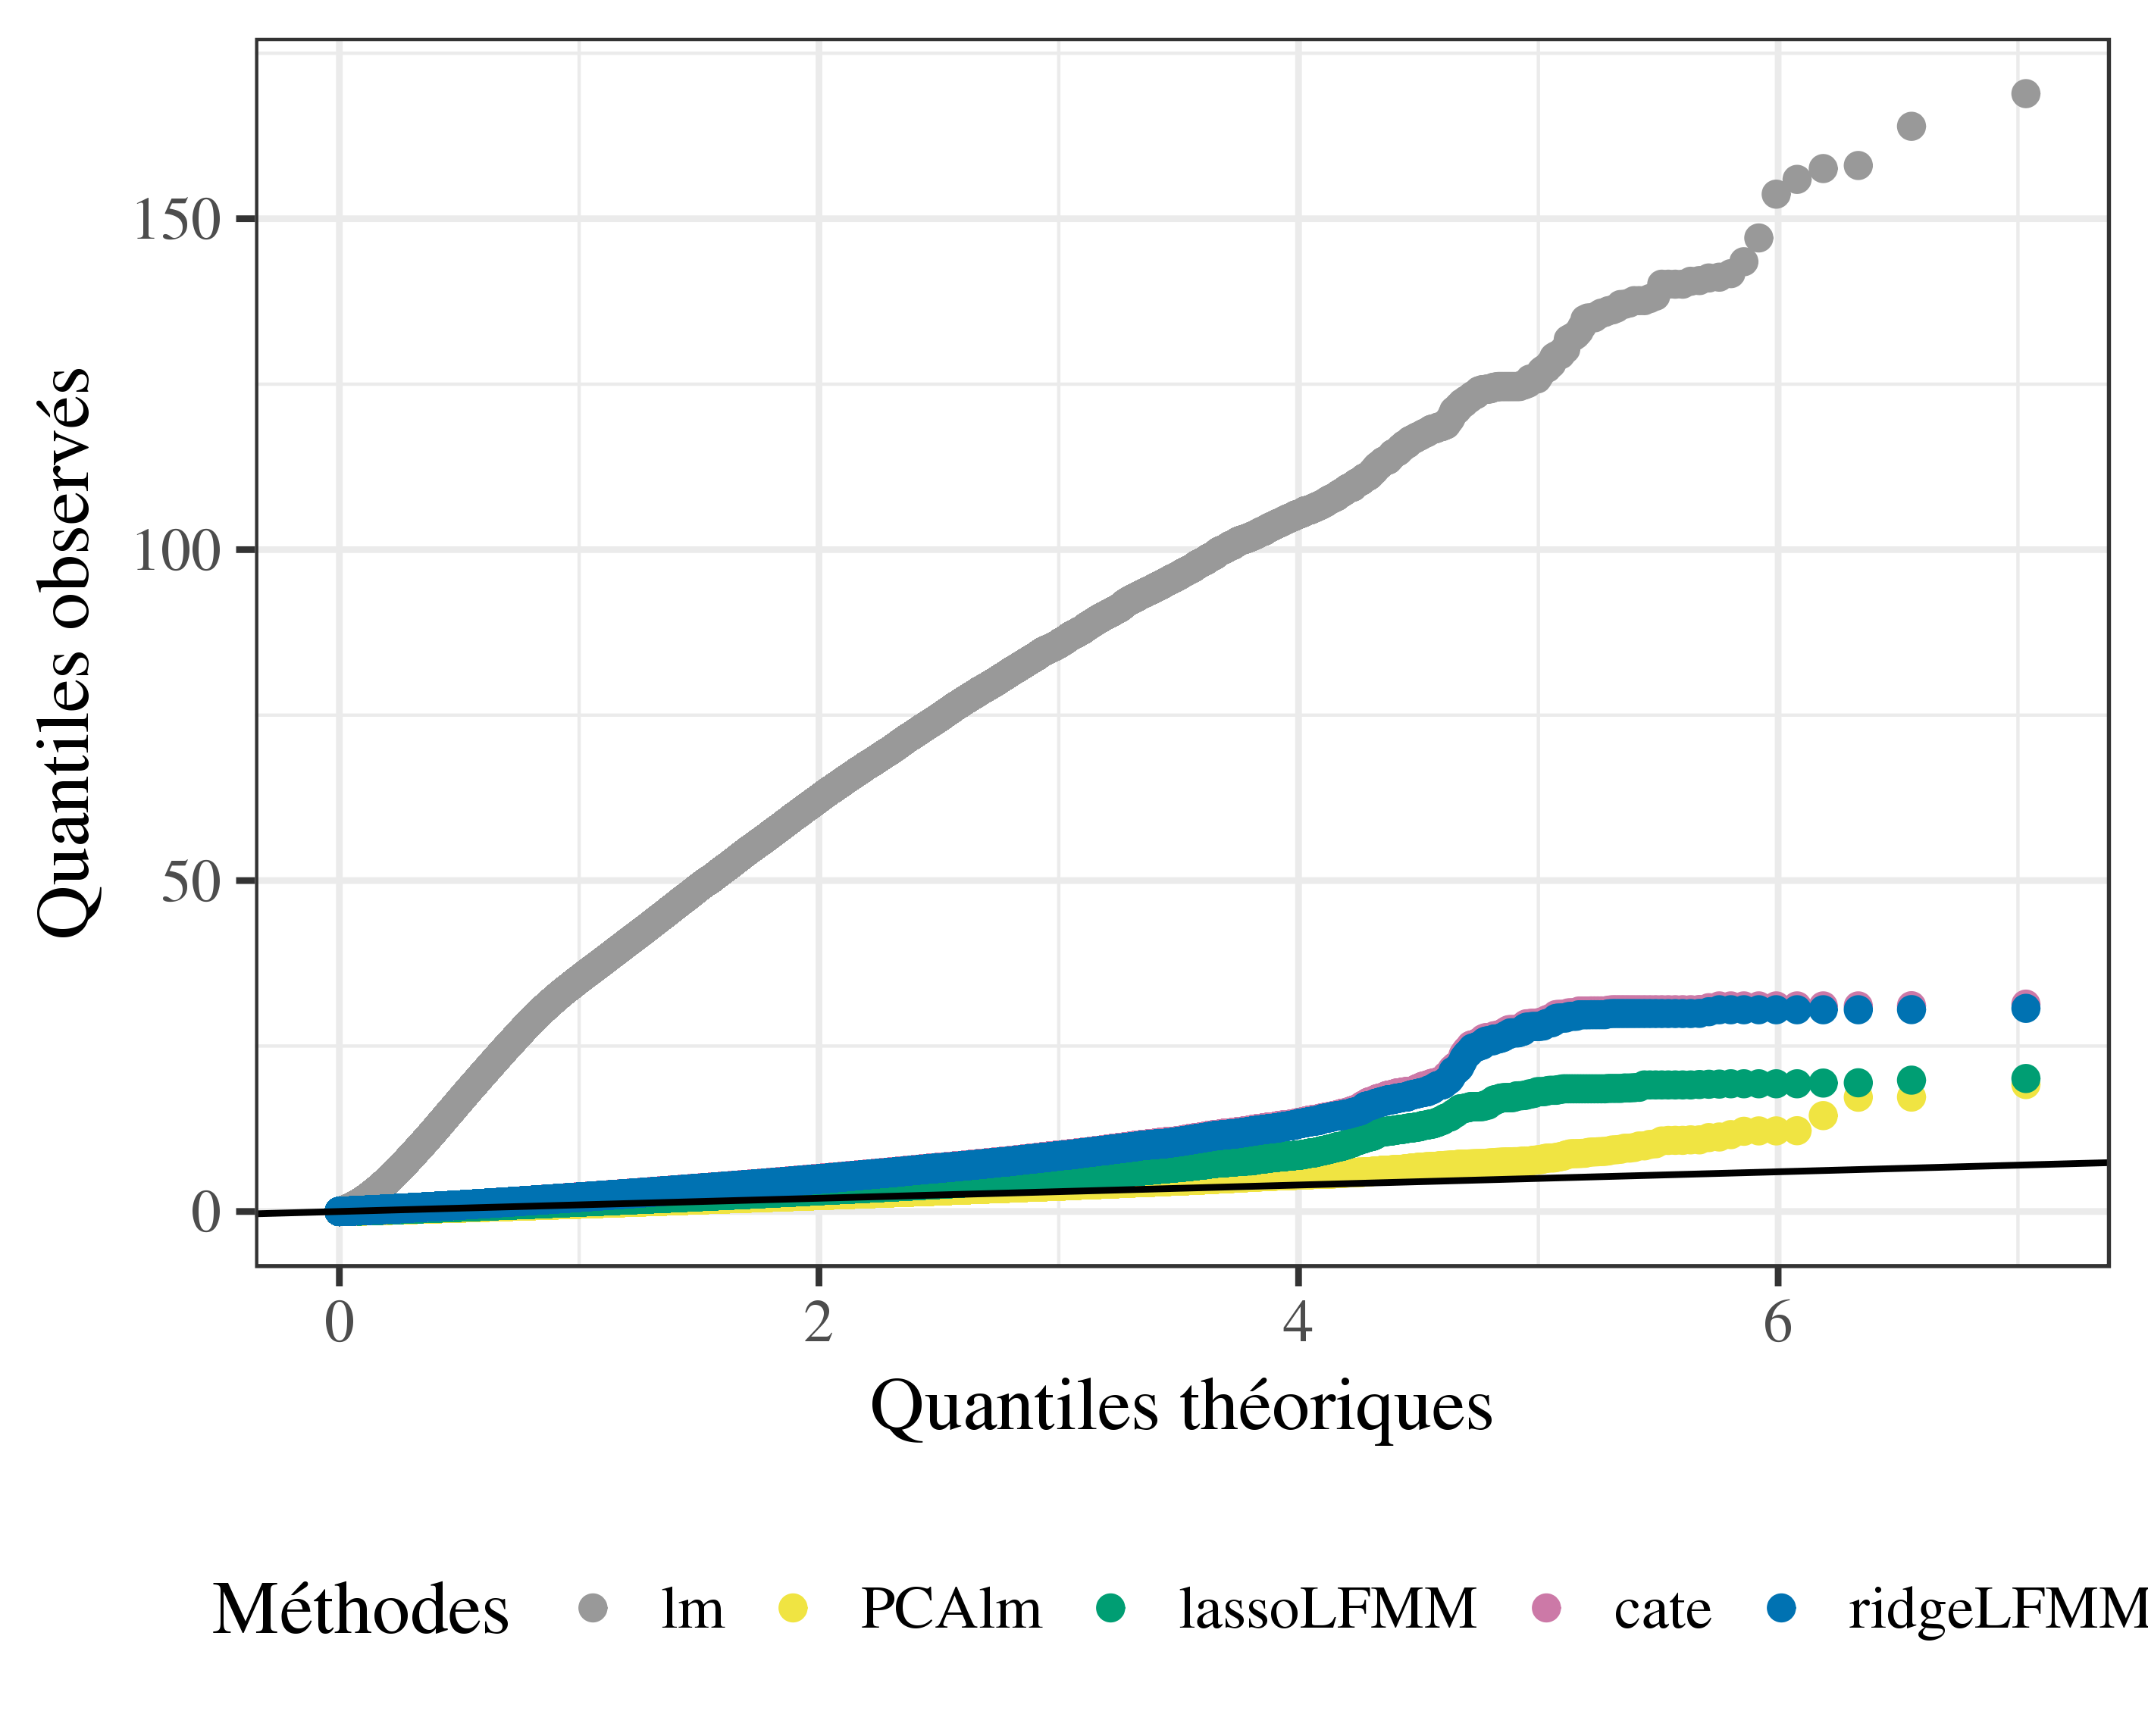 Quantiles observés
150
100
50
0
0 2 4 6
Quantiles théoriques
Méthodes lm PCAlm lassoLFMM cate ridgeLFMM